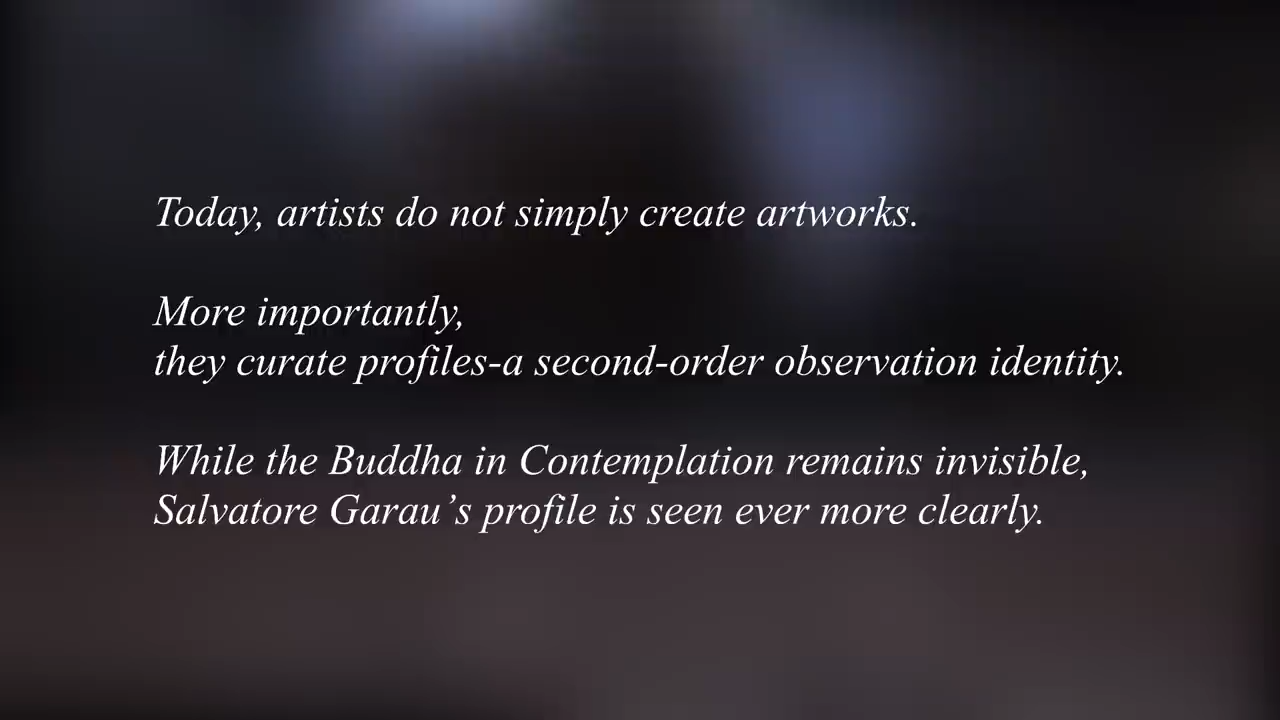 Today, artists do not simply create artworks.
More importantly,
they curate profiles-a second-order observation identity.
While the Buddha in Contemplation remains invisible,
Salvatore Garau’s profile is seen ever more clearly.